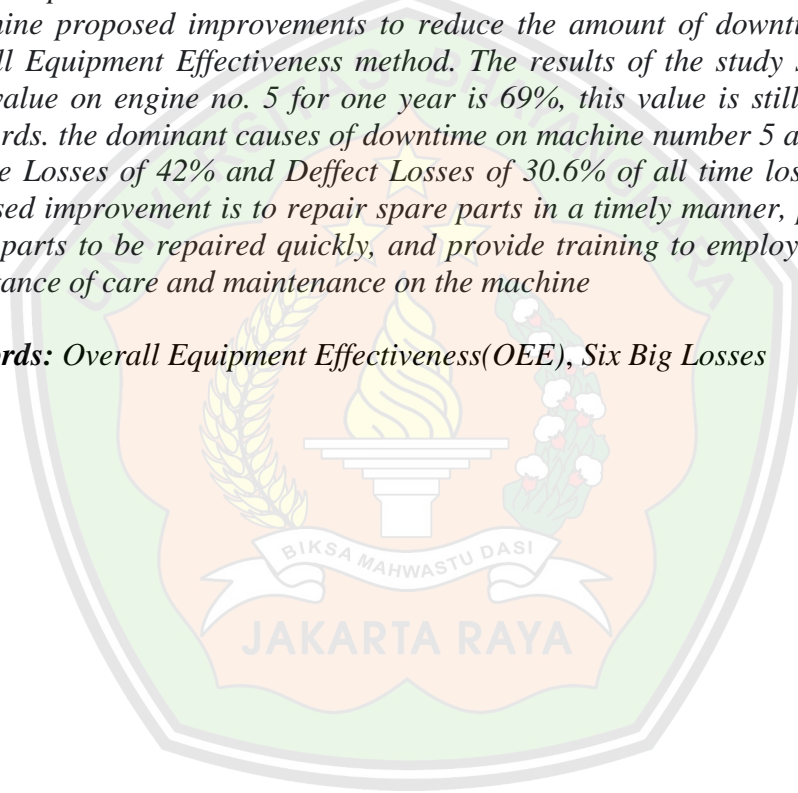 mine proposed improvements to reduce the amount of downti
ll Equipment Effectiveness method. The results of the study s
value on engine no. 5 for one year is 69%, this value is still
rds. the dominant causes of downtime on machine number 5 a
e Losses of 42% and Deffect Losses of 30.6% of all time los
sed improvement is to repair spare parts in a timely manner, p
parts to be repaired quickly, and provide training to employ
tance of care and maintenance on the machine
ords: Overall Equipment Effectiveness(OEE), Six Big Losses
UNIVERSITAS BHAYANGKARA
BIKSA MAHWASTU DASI
JAKARTA RAYA